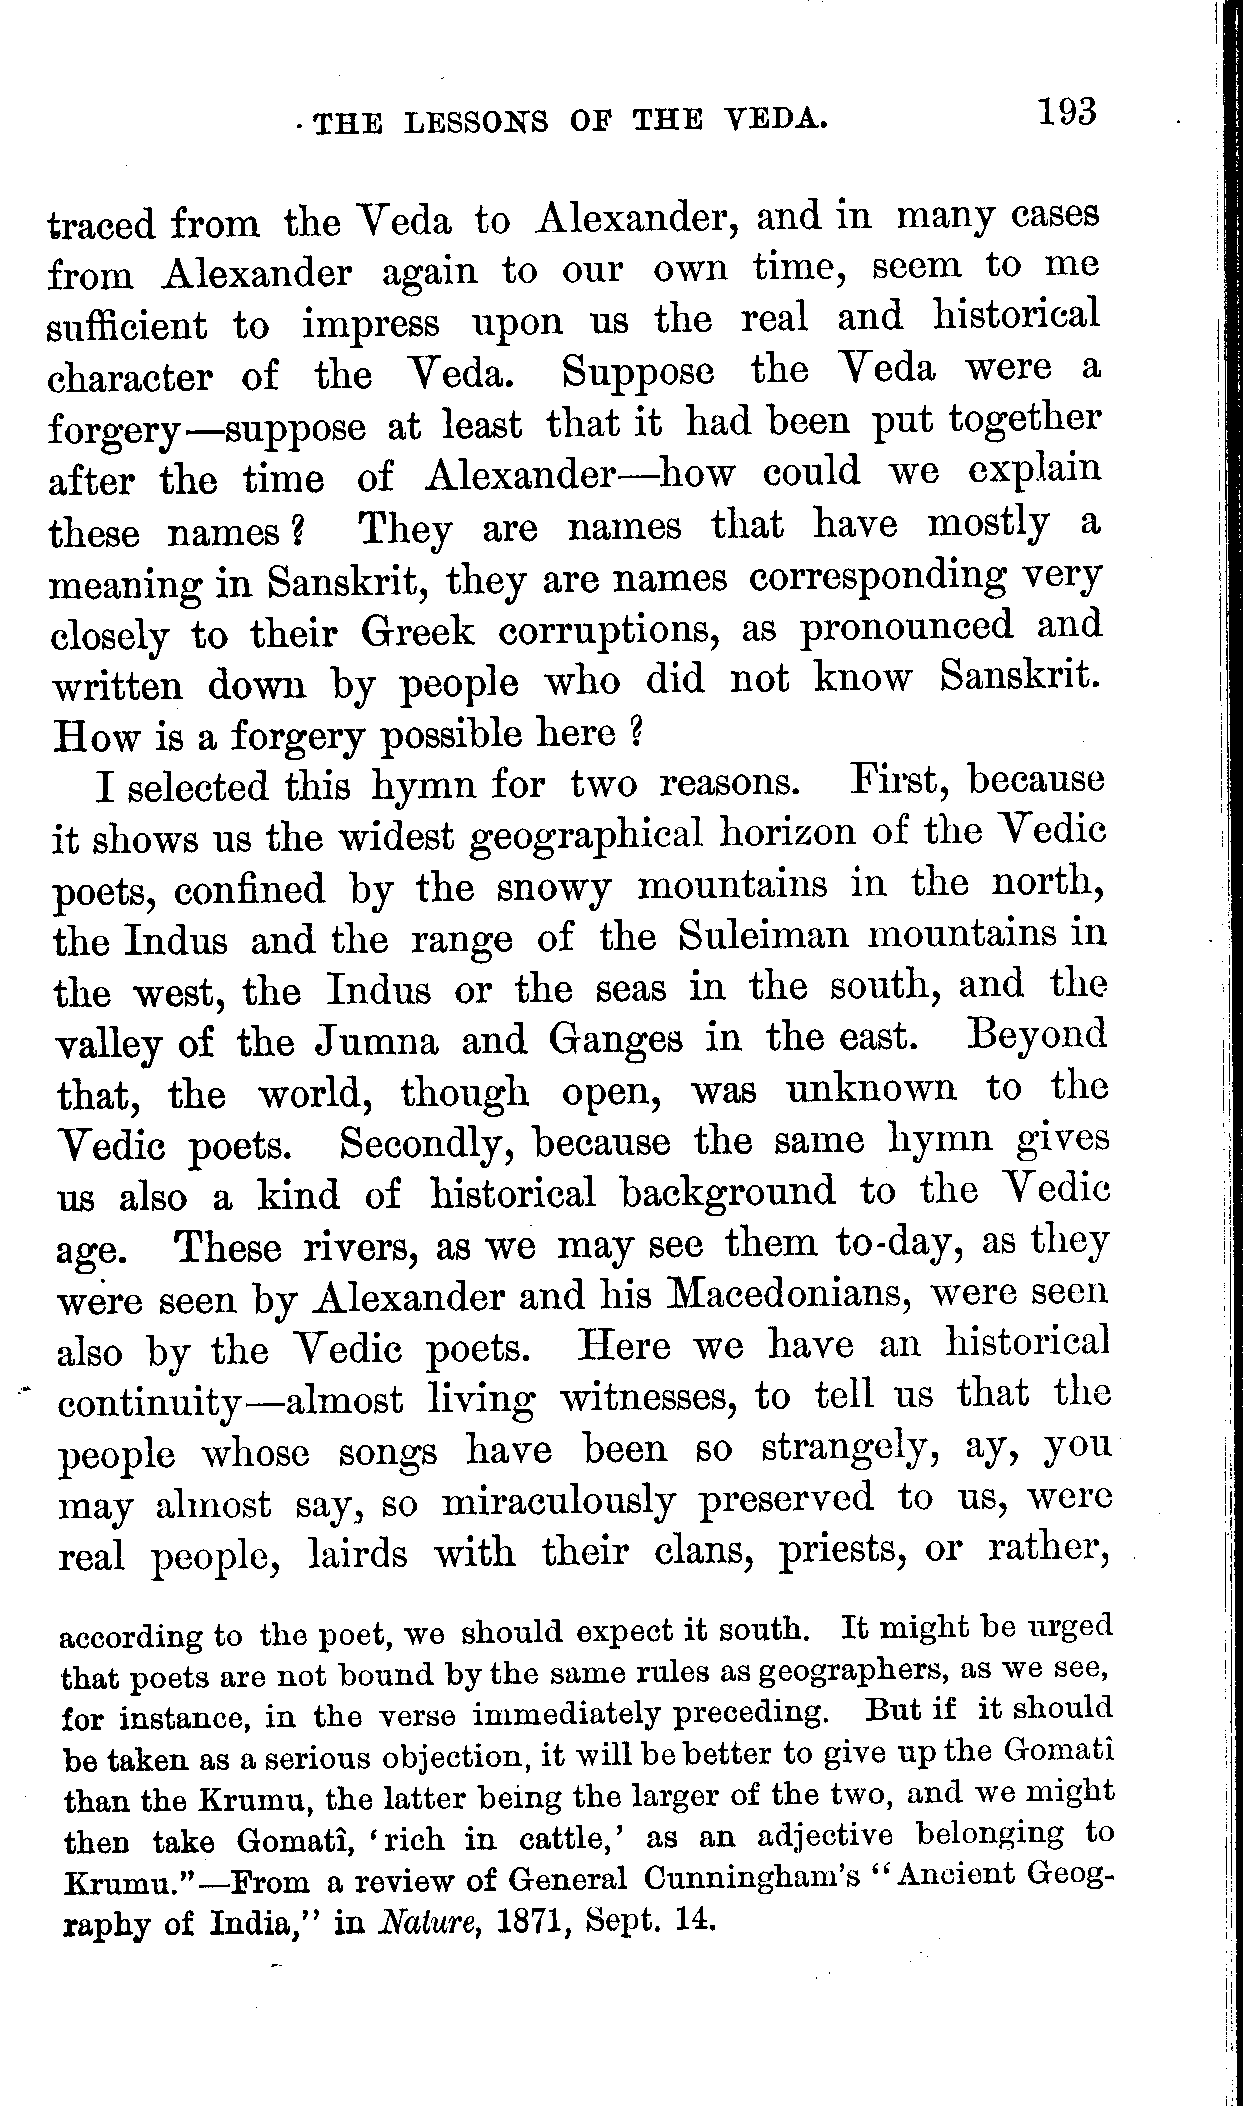 THE LESSONS OF THE VEDA. 193
traced from the Veda to Alexander, and in many cases
from Alexander again to our own time, seem to me
sufficient to impress upon us the real and historical
character of the Veda. Suppose the Veda were a
forgery—suppose at least that it had been put together
after the time of Alexander—how could we explain
these names? They are names that have mostly a
meaning in Sanskrit, they are names corresponding very
closely to their Greek corruptions, as pronounced and
written down by people who did not know Sanskrit.
How is a forgery possible here?
I selected this hymn for two reasons. First, because
it shows us the widest geographical horizon of the Vedic
poets, confined by the snowy mountains in the north,
the Indus and the range of the Suleiman mountains in
the west, the Indus or the seas in the south, and the
valley of the Jumna and Ganges in the east. Beyond
that, the world, though open, was unknown to the
Vedic poets. Secondly, because the same hymn gives
us also a kind of historical background to the Vedic
age. These rivers, as we may see them to-day, as they
were seen by Alexander and his Macedonians, were seen
also by the Vedic poets. Here we have an historical
continuity—almost living witnesses, to tell us that the
people whose songs have been so strangely, ay, you
may almost say, so miraculously preserved to us, were
real people, lairds with their clans, priests, or rather,
according to the poet, we should expect it south. It might be urged
that poets are not bound by the same rules as geographers, as we see,
for instance, in the verse immediately preceding. But if it should
be taken as a serious objection, it will be better to give up the Gomatî
than the Krumu, the latter being the larger of the two, and we might
then take Gomatî, ‘rich in cattle,’ as an adjective belonging to
Krumu.”—From a review of General Cunningham's “Ancient Geog-
raphy of India,” in Nature, 1871, Sept. 14.